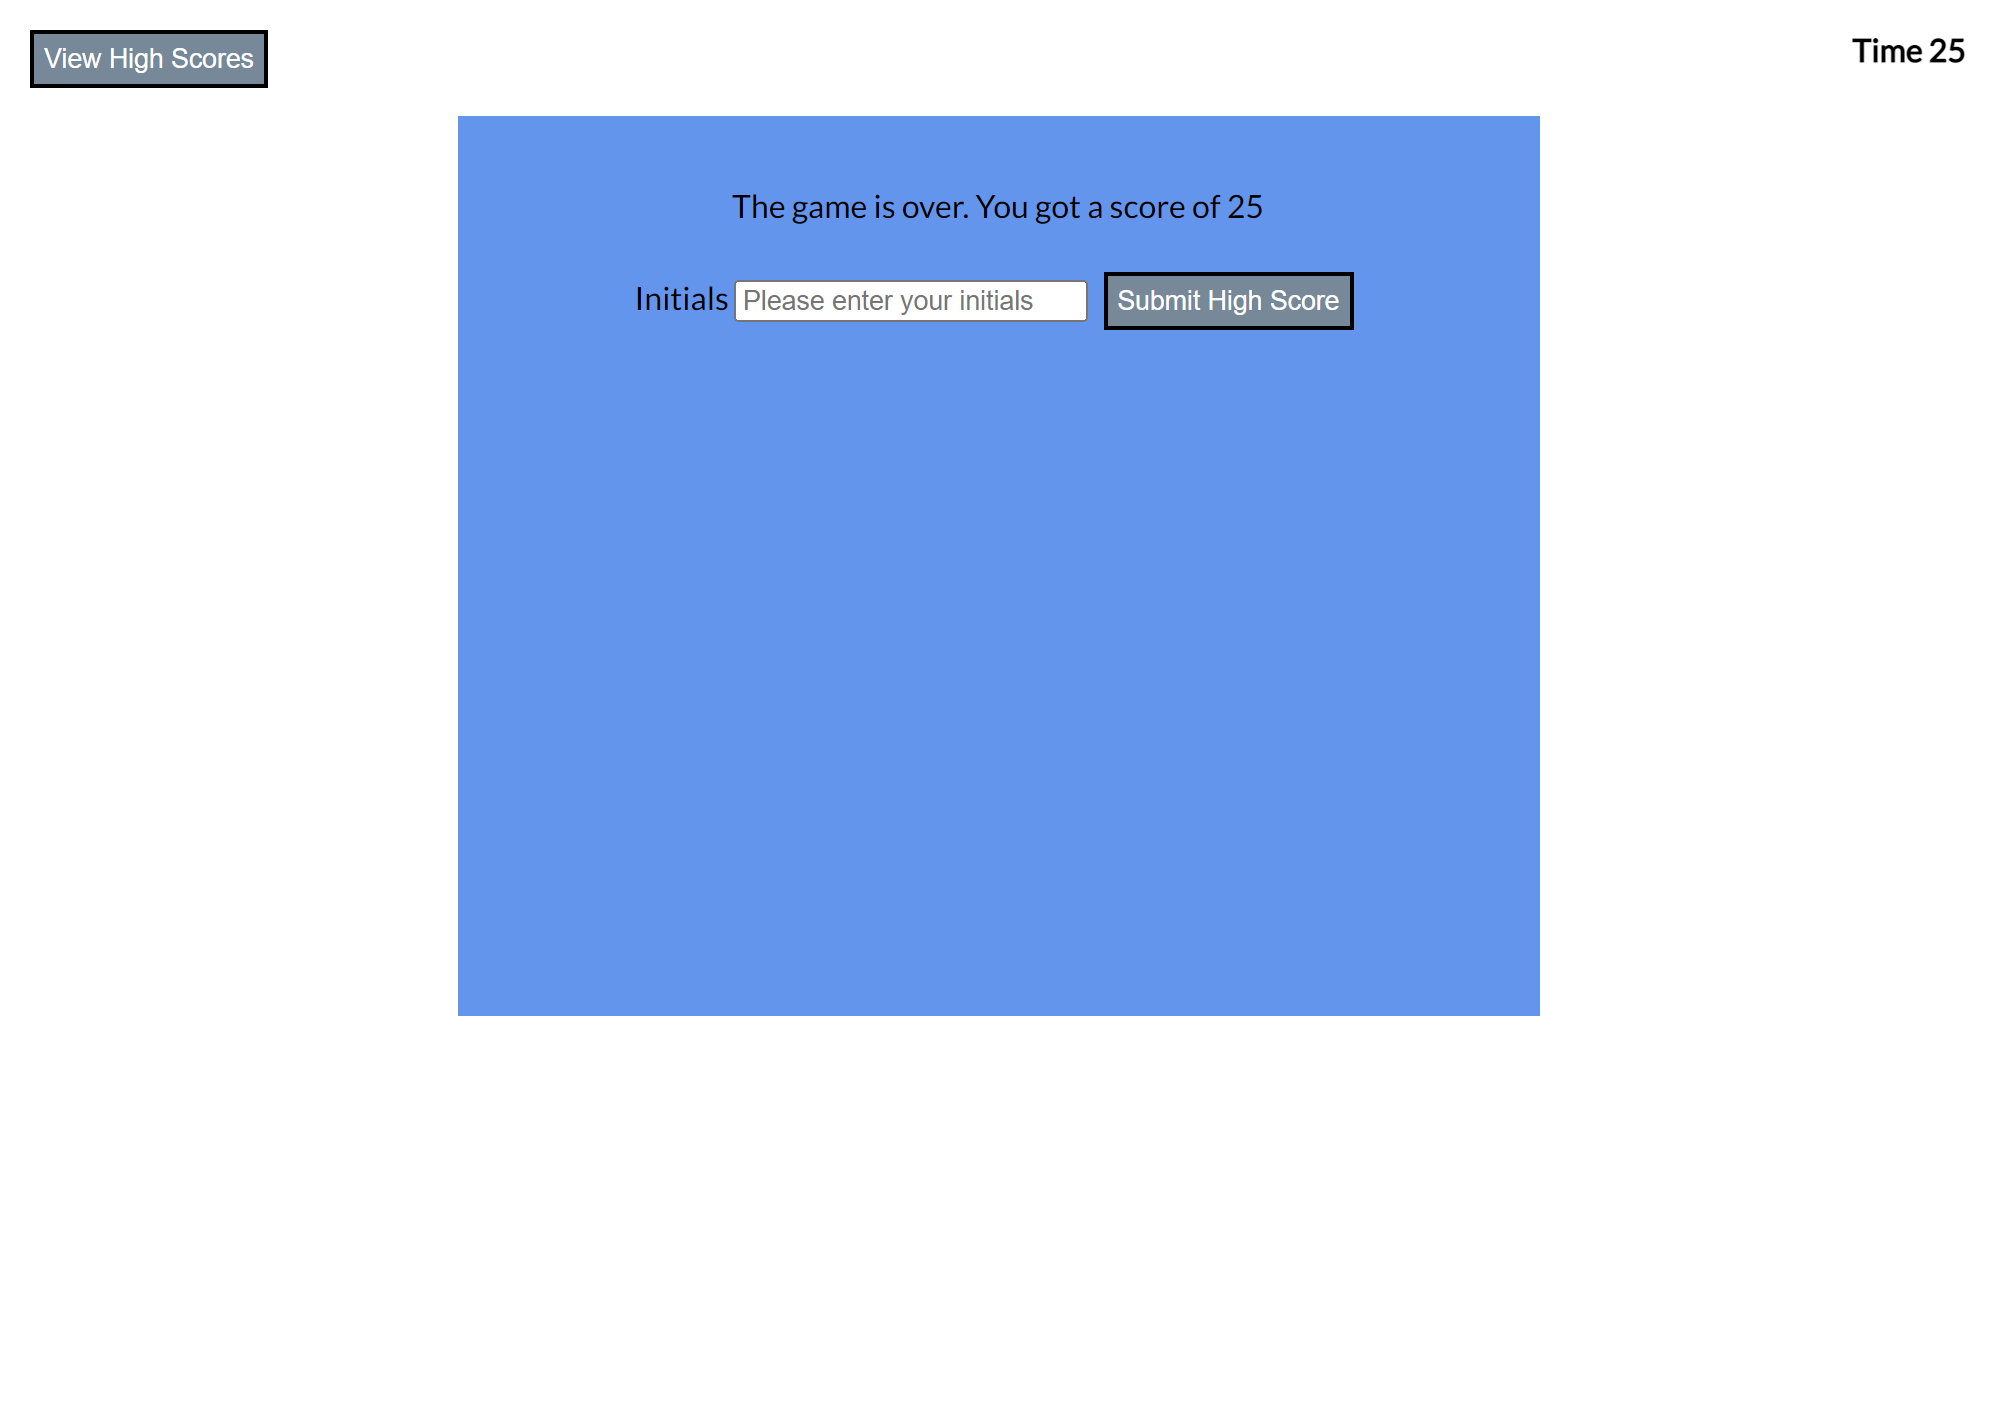 View High Scores
Time 25
The game is over. You got a score of 25
Initials Please enter your initials Submit High Score